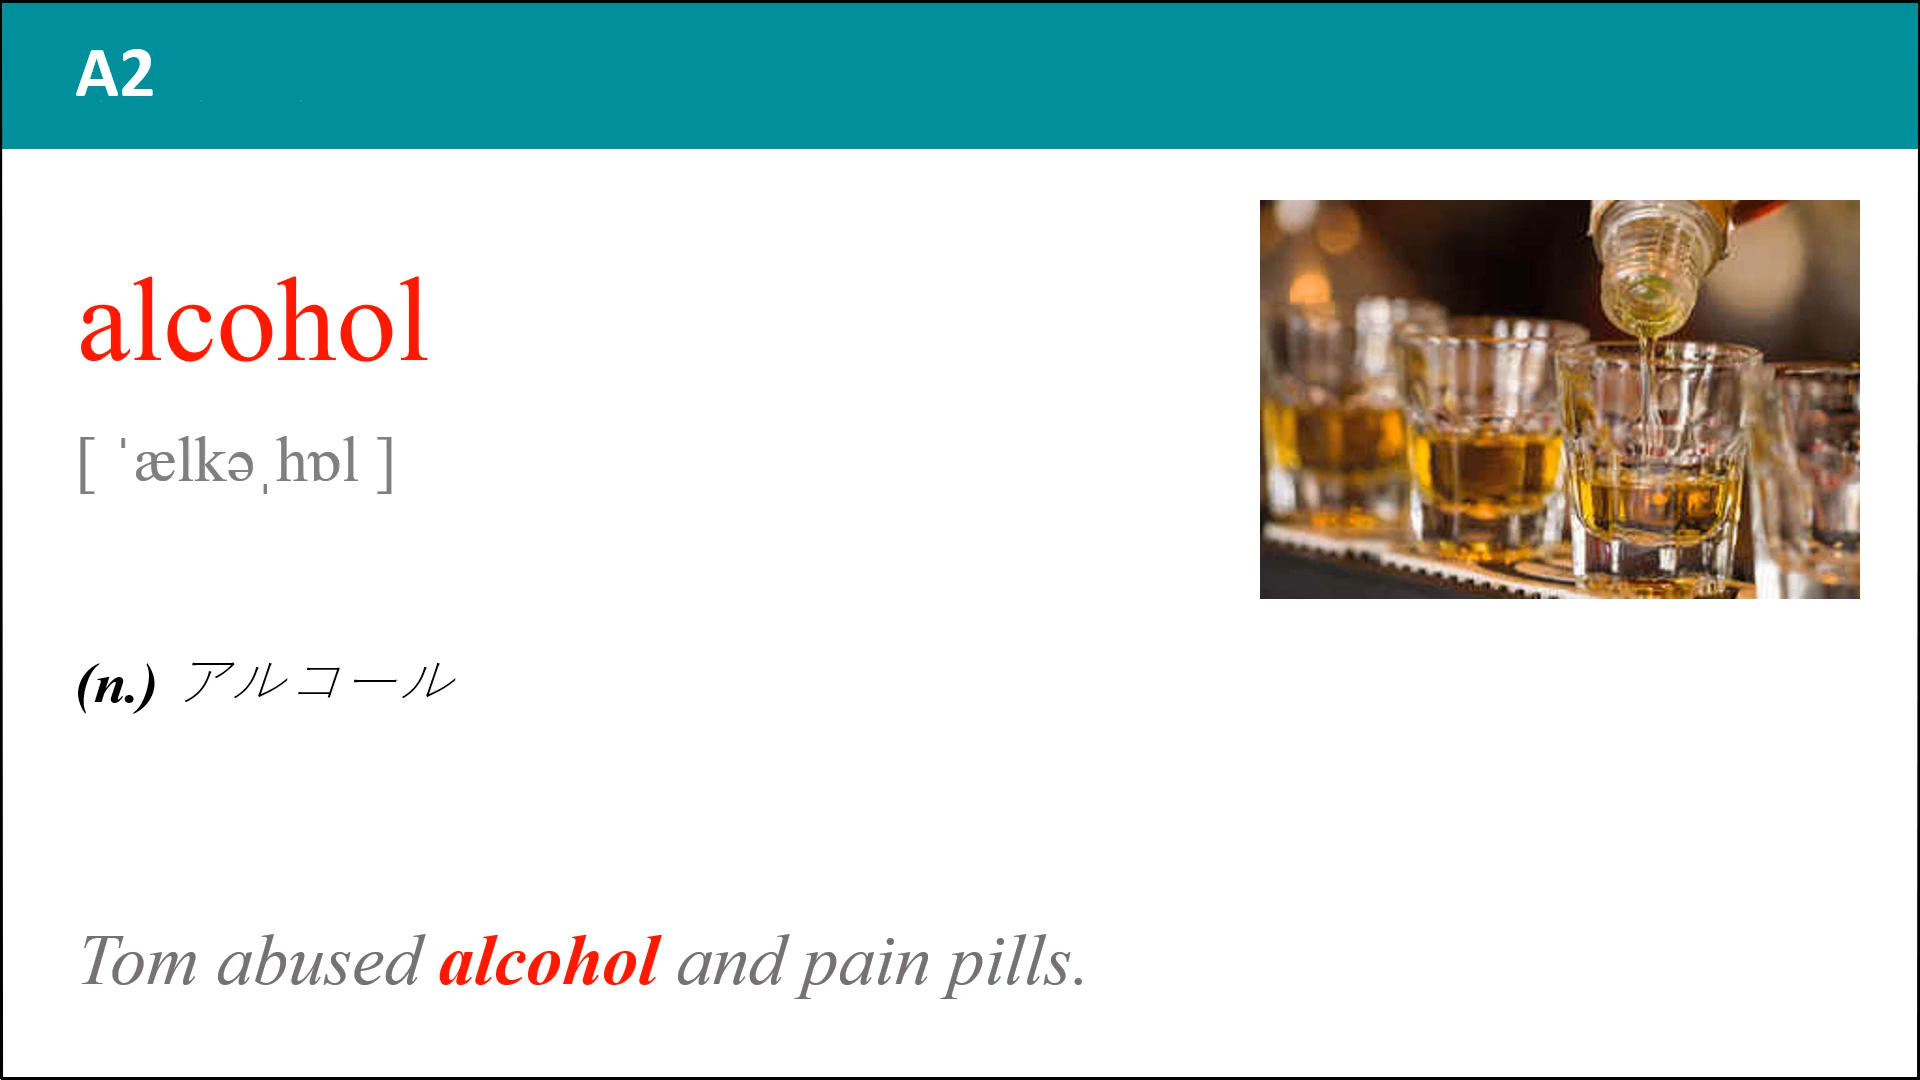 A2
alcohol
[ ˈælkəˌhɒl ]
(n.) アルコール
Tom abused alcohol and pain pills.